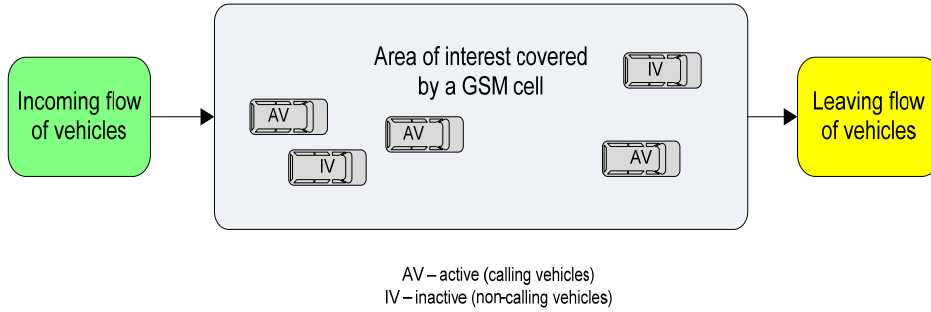 Incoming flow
of vehicles
Area of interest covered
by a GSM cell
AV
IV
AV
IV
AV
Leaving flow
of vehicles
AV – active (calling vehicles)
IV – inactive (non-calling vehicles)